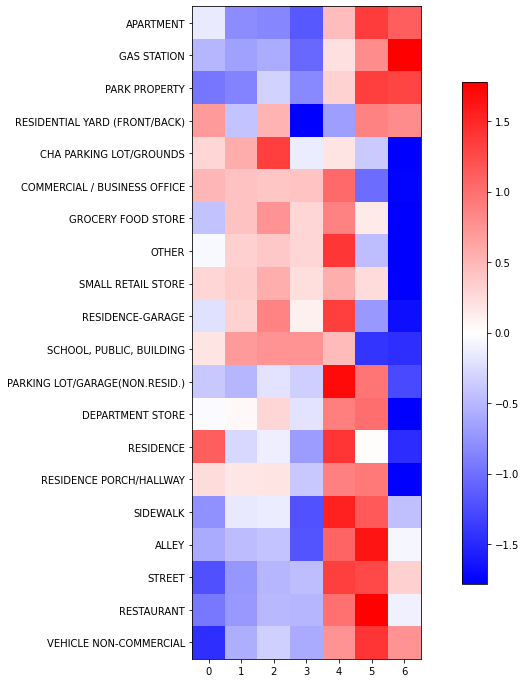 APARTMENT
GAS STATION
PARK PROPERTY
RESIDENTIAL YARD (FRONT/BACK)
CHA PARKING LOT/GROUNDS
COMMERCIAL / BUSINESS OFFICE
GROCERY FOOD STORE
OTHER
SMALL RETAIL STORE
RESIDENCE-GARAGE
SCHOOL, PUBLIC, BUILDING
PARKING LOT/GARAGE(NON.RESID.)
DEPARTMENT STORE
RESIDENCE
RESIDENCE PORCH/HALLWAY
SIDEWALK
ALLEY
STREET
RESTAURANT
VEHICLE NON-COMMERCIAL
0 1 2 3 4 5 6
1.5
1.0
0.5
0.0
−0.5
−1.0
−1.5